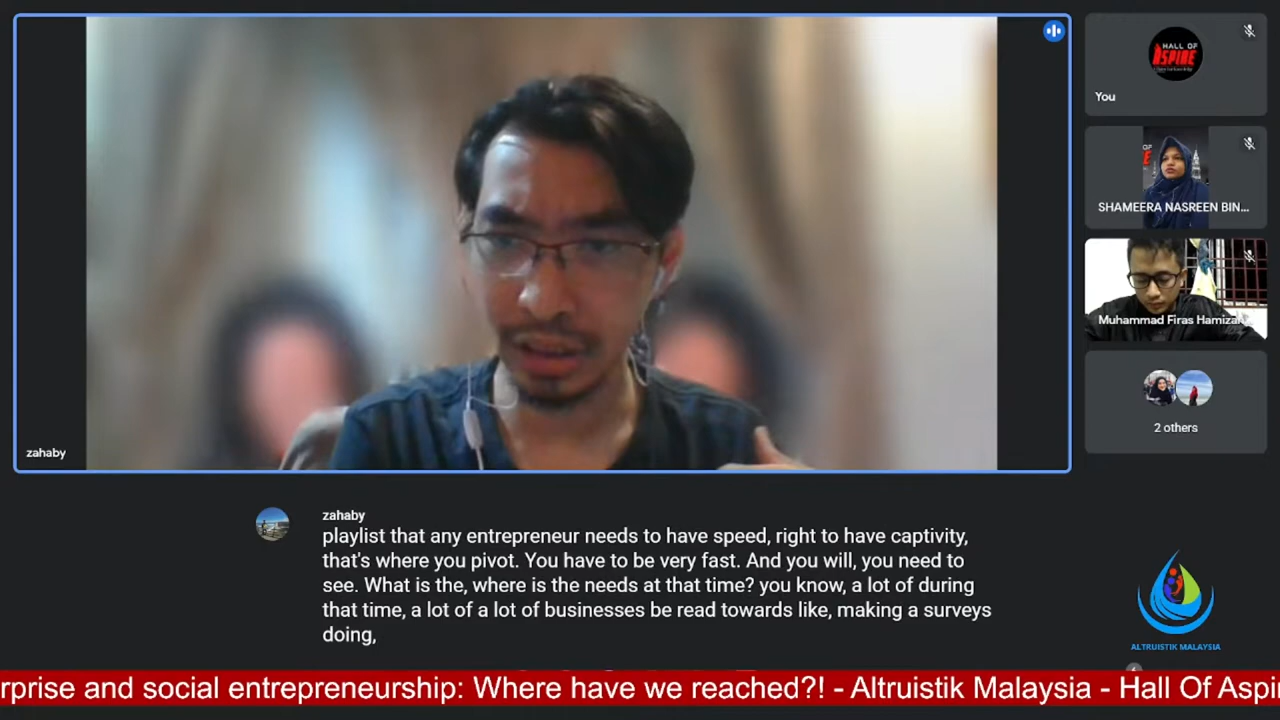 HALL OF
ASPIRE
You
SHAMEERA NASREEN BIN...
Muhammad Firas Hamizan
2 others
zahaby
zahaby
playlist that any entrepreneur needs to have speed, right to have captivity,
that's where you pivot. You have to be very fast. And you will, you need to
see. What is the, where is the needs at that time? you know, a lot of during
that time, a lot of a lot of businesses be read towards like, making a surveys
doing,
ALTRUISTIK MALAYSIA
rprise and social entrepreneurship: Where have we reached?! - Altruistik Malaysia - Hall Of Aspi